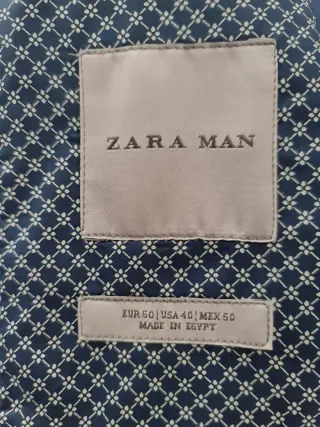 ZARA MAN
EUR 50 | USA 40 | MEX 50
MADE IN EGYPT